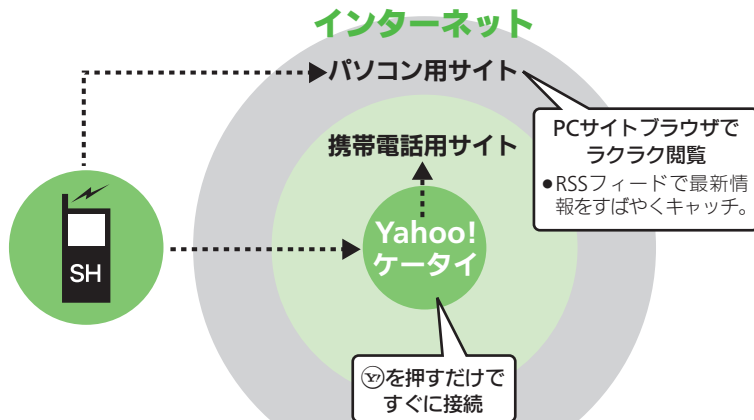 インターネット
パソコン用サイト
PCサイトブラウザで
ラクラク閲覧
●RSSフィードで最新情
報をすばやくキャッチ。
携帯電話用サイト
Yahoo!
ケータイ
SH
Y!を押すだけで
すぐに接続